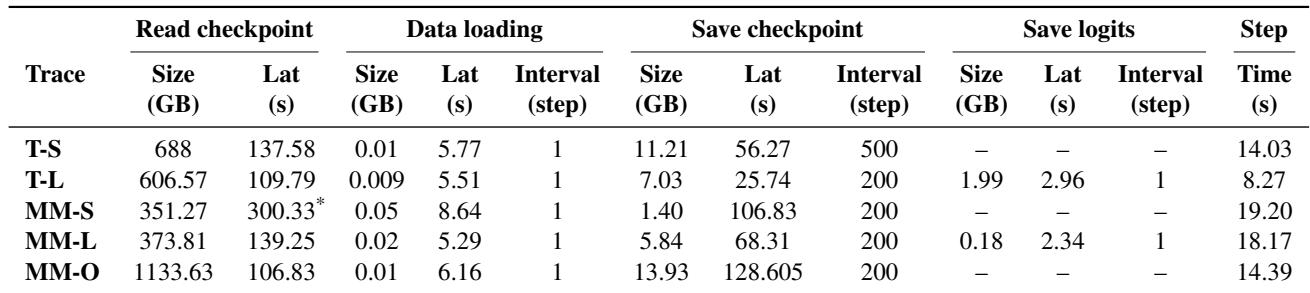 Read checkpoint Data loading Save checkpoint Save logits Step
Trace Size Lat Size Lat Interval Size Lat Interval Size Lat Interval Time
(GB) (s) (GB) (s) (step) (GB) (s) (step) (GB) (s) (step) (s)
T-S 688 137.58 0.01 5.77 1 11.21 56.27 500 – – – 14.03
T-L 606.57 109.79 0.009 5.51 1 7.03 25.74 200 1.99 2.96 1 8.27
MM-S 351.27 300.33* 0.05 8.64 1 1.40 106.83 200 – – – 19.20
MM-L 373.81 139.25 0.02 5.29 1 5.84 68.31 200 0.18 2.34 1 18.17
MM-O 1133.63 106.83 0.01 6.16 1 13.93 128.605 200 – – – 14.39